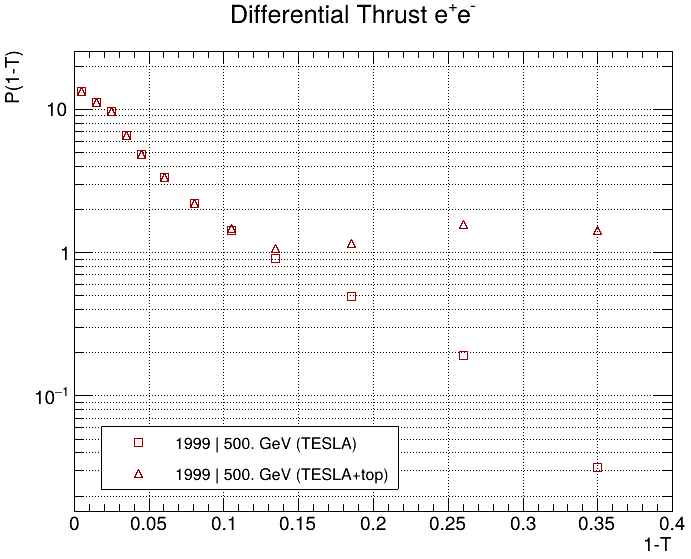 Differential Thrust e⁺e⁻
P(1-T)
10
1
10⁻¹
1999 | 500. GeV (TESLA)
1999 | 500. GeV (TESLA+top)
0 0.05 0.1 0.15 0.2 0.25 0.3 0.35 0.4
1-T